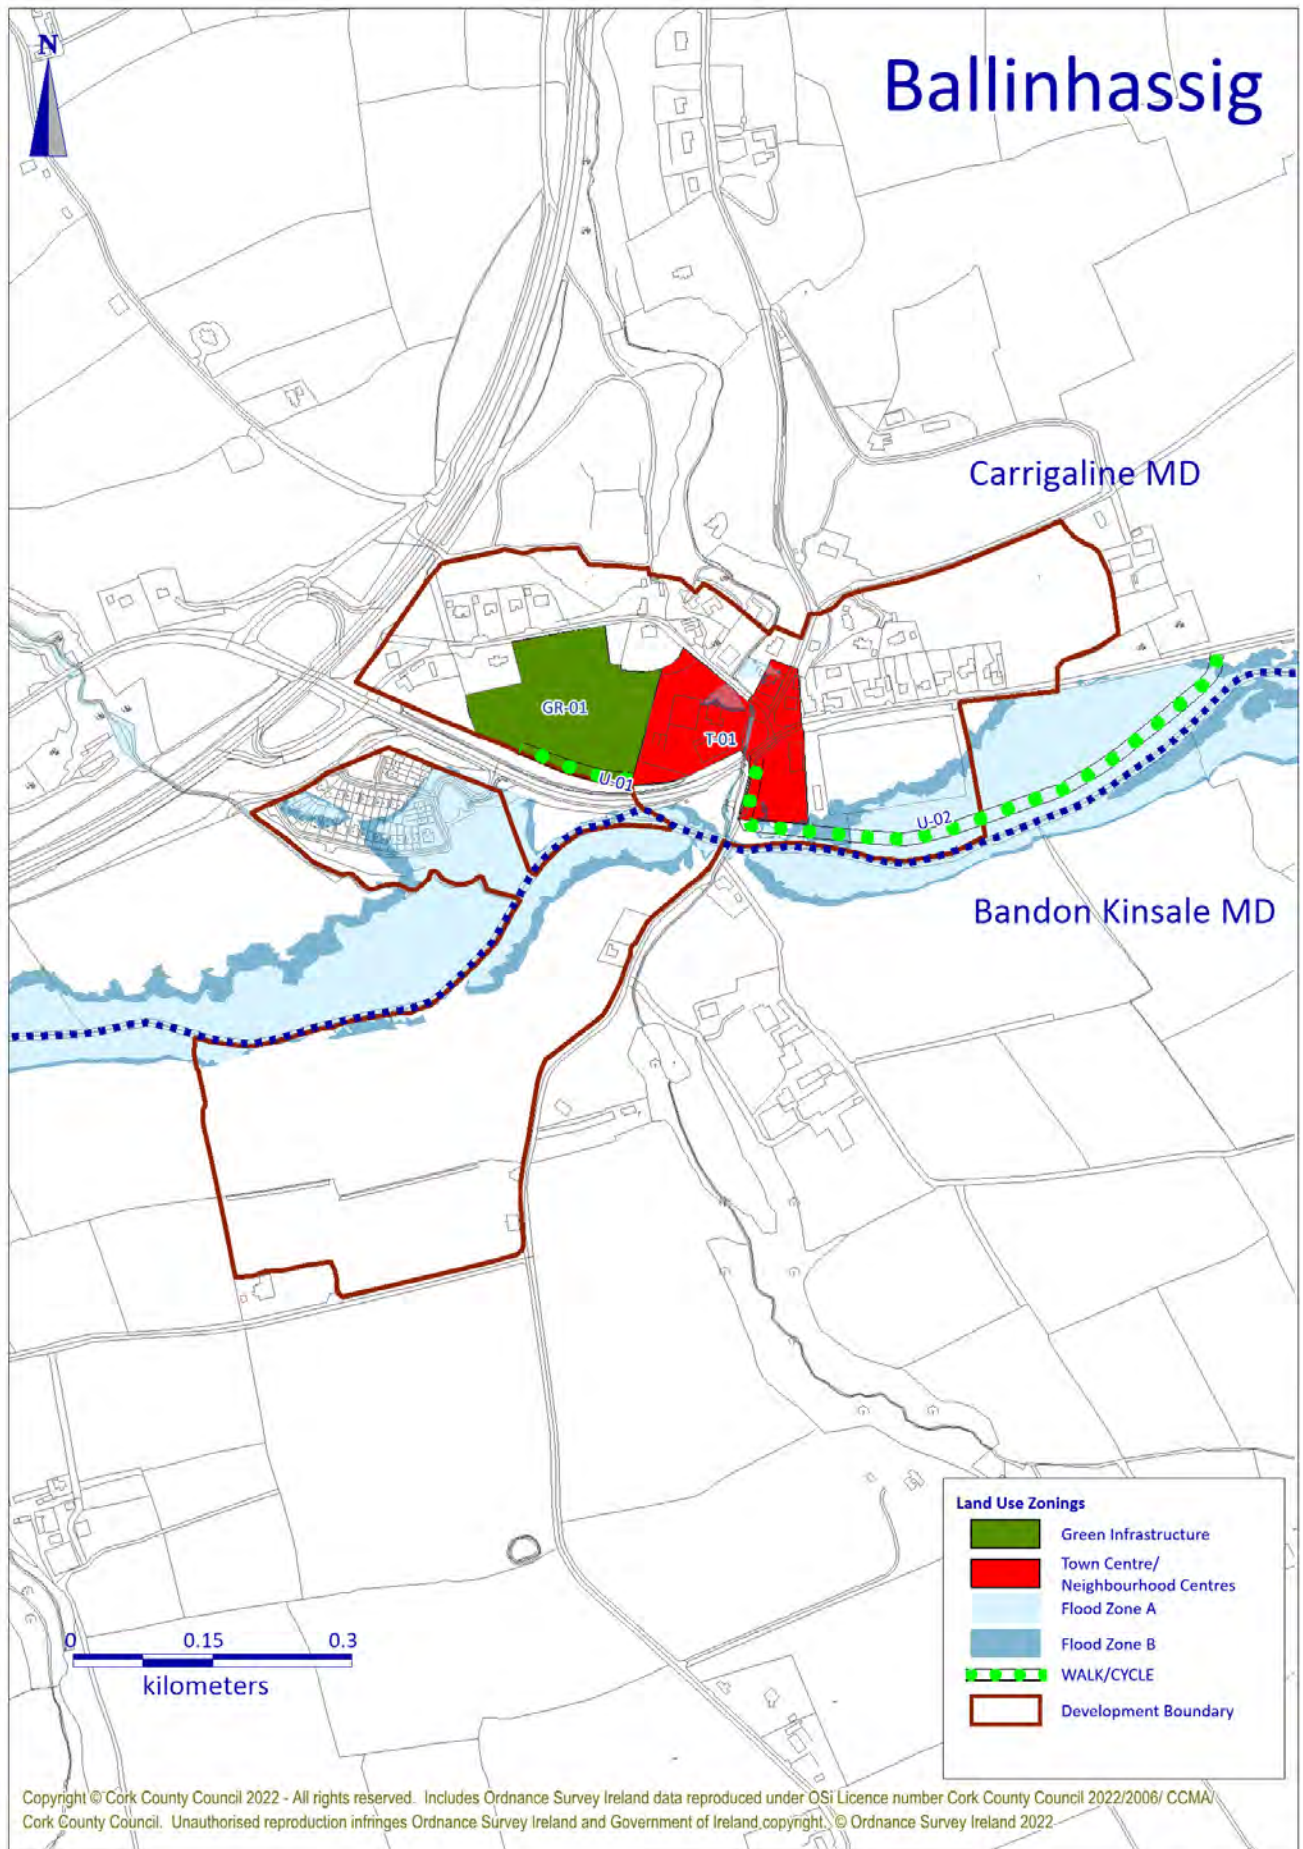 N
Ballinhassig
Carrigaline MD
GR-01
T-01
U-01
U-02
Bandon Kinsale MD
Land Use Zonings
Green Infrastructure
Town Centre/
Neighbourhood Centres
Flood Zone A
Flood Zone B
WALK/CYCLE
Development Boundary
0 0.15 0.3
kilometers
Copyright © Cork County Council 2022 - All rights reserved. Includes Ordnance Survey Ireland data reproduced under OSi Licence number Cork County Council 2022/2006/ CCMA/
Cork County Council. Unauthorised reproduction infringes Ordnance Survey Ireland and Government of Ireland copyright. © Ordnance Survey Ireland 2022